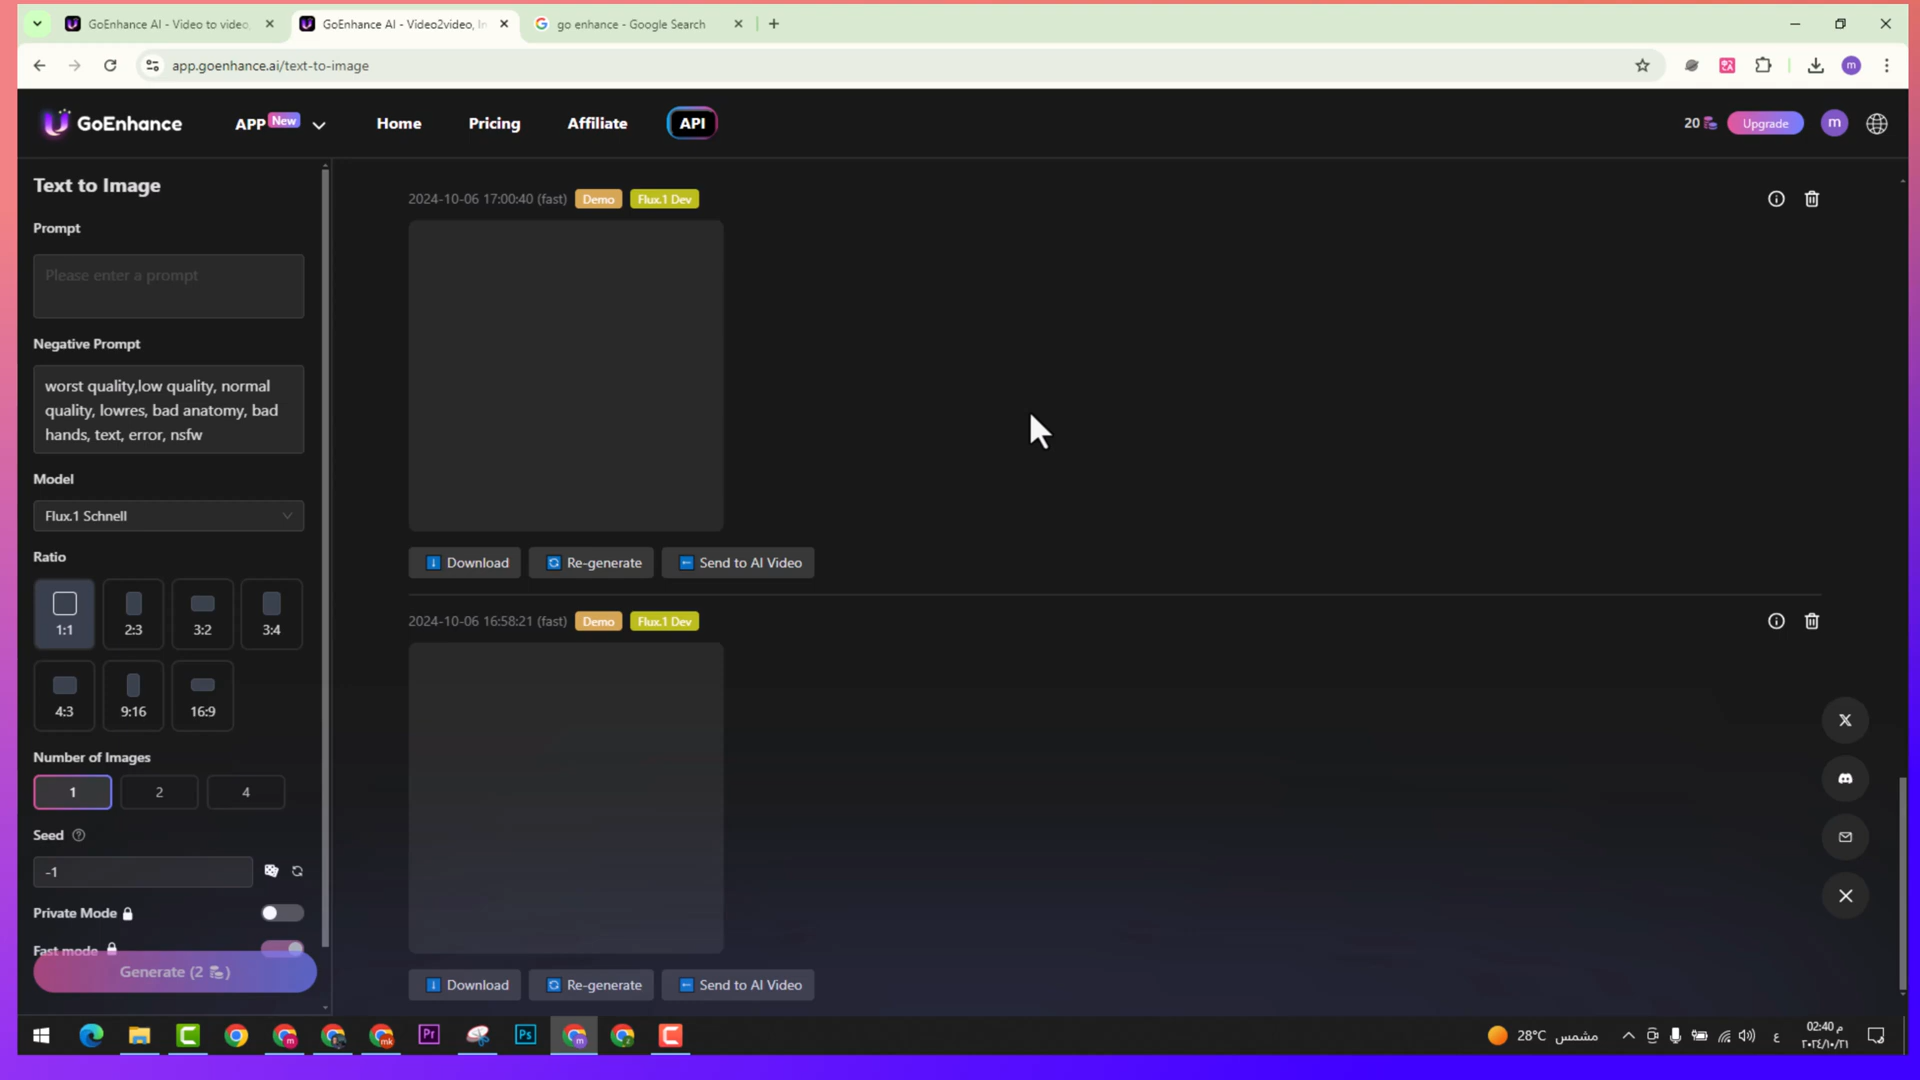 GoEnhance AI - Video to video,
GoEnhance AI - Video2video, In
go enhance - Google Search
app.goenhance.ai/text-to-image
m
GoEnhance
APP New
Home
Pricing
Affiliate
API
20
Upgrade
m
Text to Image
Prompt
Please enter a prompt
Negative Prompt
worst quality,low quality, normal
quality, lowres, bad anatomy, bad
hands, text, error, nsfw
Model
Flux.1 Schnell
Ratio
1:1
2:3
3:2
3:4
4:3
9:16
16:9
Number of Images
1
2
4
Seed
-1
Private Mode
Fast mode
Generate (2
2024-10-06 17:00:40 (fast) Demo Flux.1 Dev
Download
Re-generate
Send to AI Video
2024-10-06 16:58:21 (fast) Demo Flux.1 Dev
Download
Re-generate
Send to AI Video
Pr
Ps
mk
28°C مشمس
ع
02:40 م
٢٠٢٤/١٠/٢١